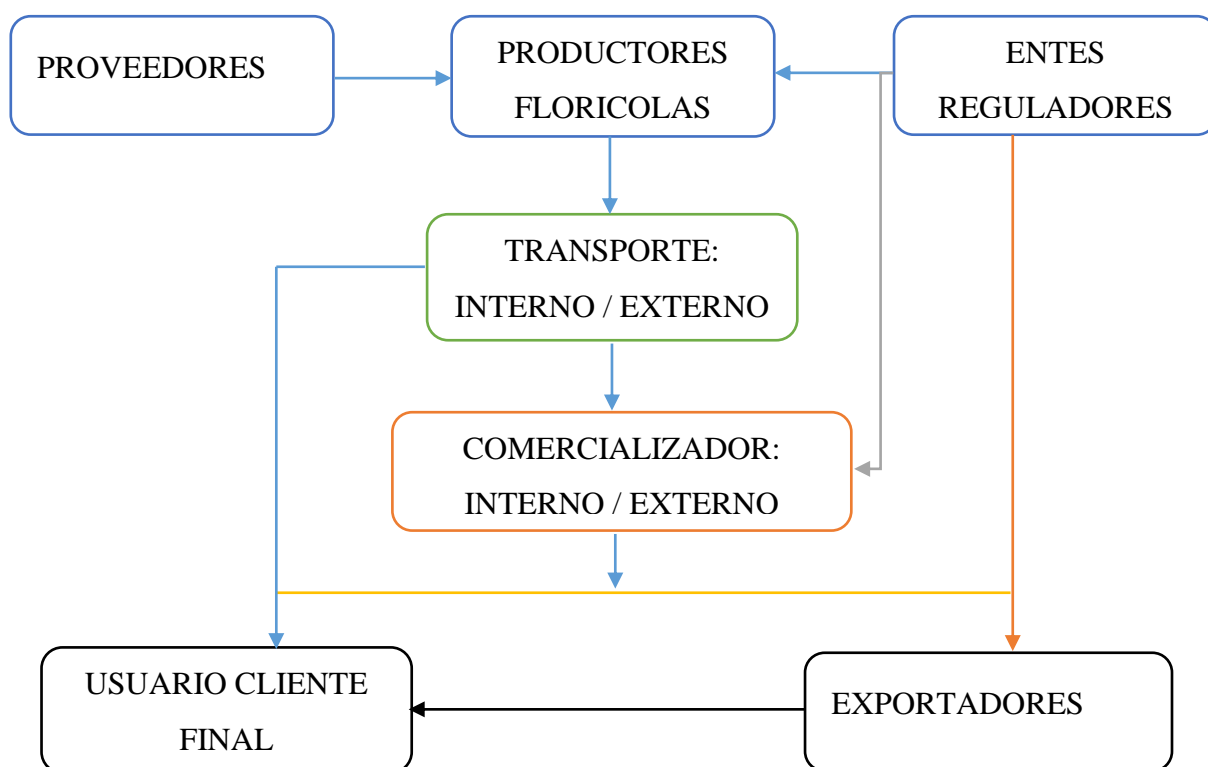 PROVEEDORES
PRODUCTORES
FLORICOLAS
ENTES
REGULADORES
TRANSPORTE:
INTERNO / EXTERNO
COMERCIALIZADOR:
INTERNO / EXTERNO
USUARIO CLIENTE
FINAL
EXPORTADORES